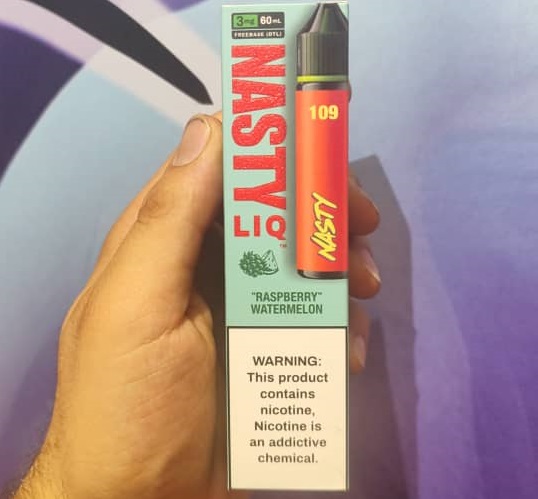 3mg 60mL
FREEBASE (DTL)
NASTY
LIQ
TM
109
NASTY
"RASPBERRY"
WATERMELON
WARNING:
This product
contains
nicotine,
Nicotine is
an addictive
chemical.